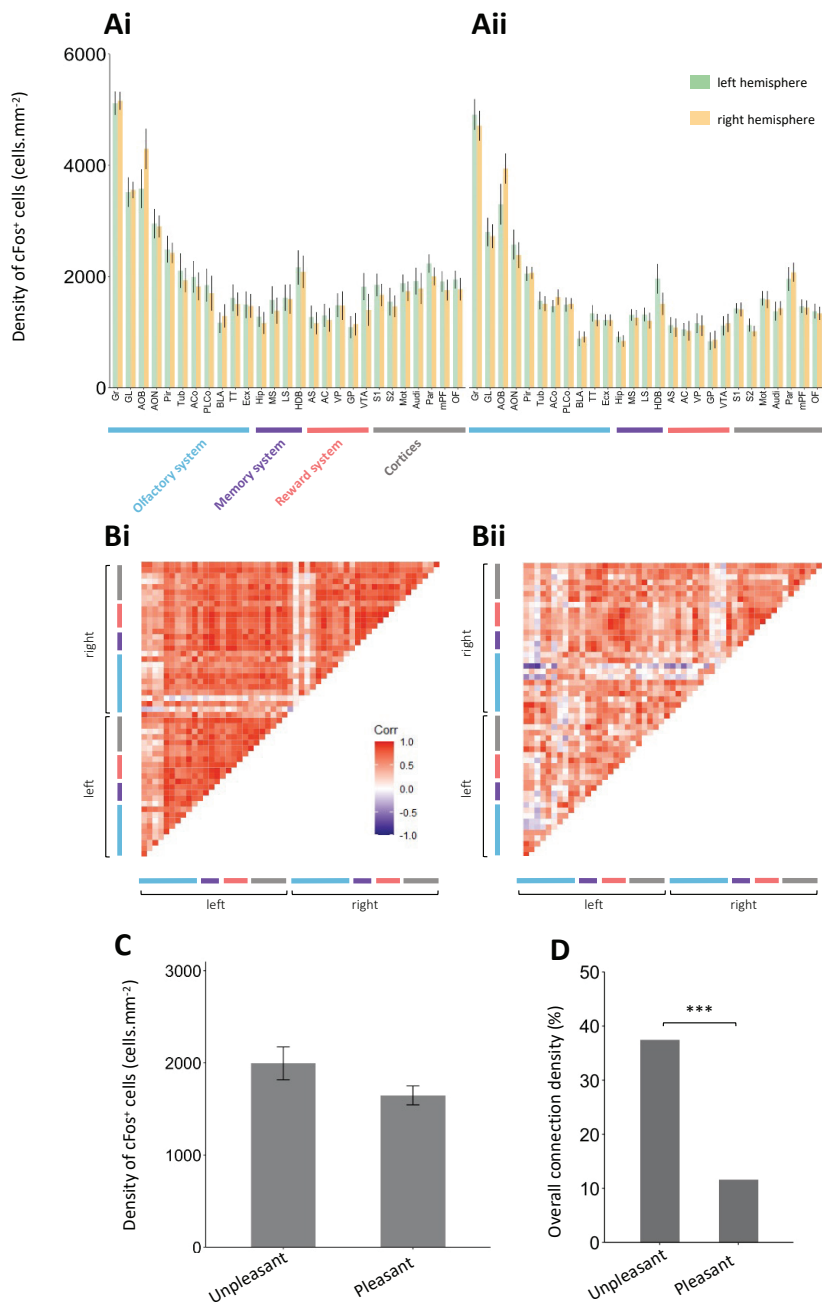 Ai
Aii
Density of cFos⁺ cells (cells.mm⁻²)
6000
4000
2000
0
left hemisphere
right hemisphere
Gr GL AOB AON Pir Tub ACo PLCo BLA TT Ecx Hip MS LS HDB AS AC VP GP VTA S1 S2 Mot Audi Par mPF OF
Gr GL AOB AON Pir Tub ACo PLCo BLA TT Ecx Hip MS LS HDB AS AC VP GP VTA S1 S2 Mot Audi Par mPF OF
Olfactory system
Memory system
Reward system
Cortices
Bi
Bii
right
left
right
left
Corr
1.0
0.5
0.0
-0.5
-1.0
left
right
left
right
C
D
Density of cFos⁺ cells (cells.mm⁻²)
3000
2000
1000
0
Unpleasant
Pleasant
Overall connection density (%)
50
40
30
20
10
0
***
Unpleasant
Pleasant